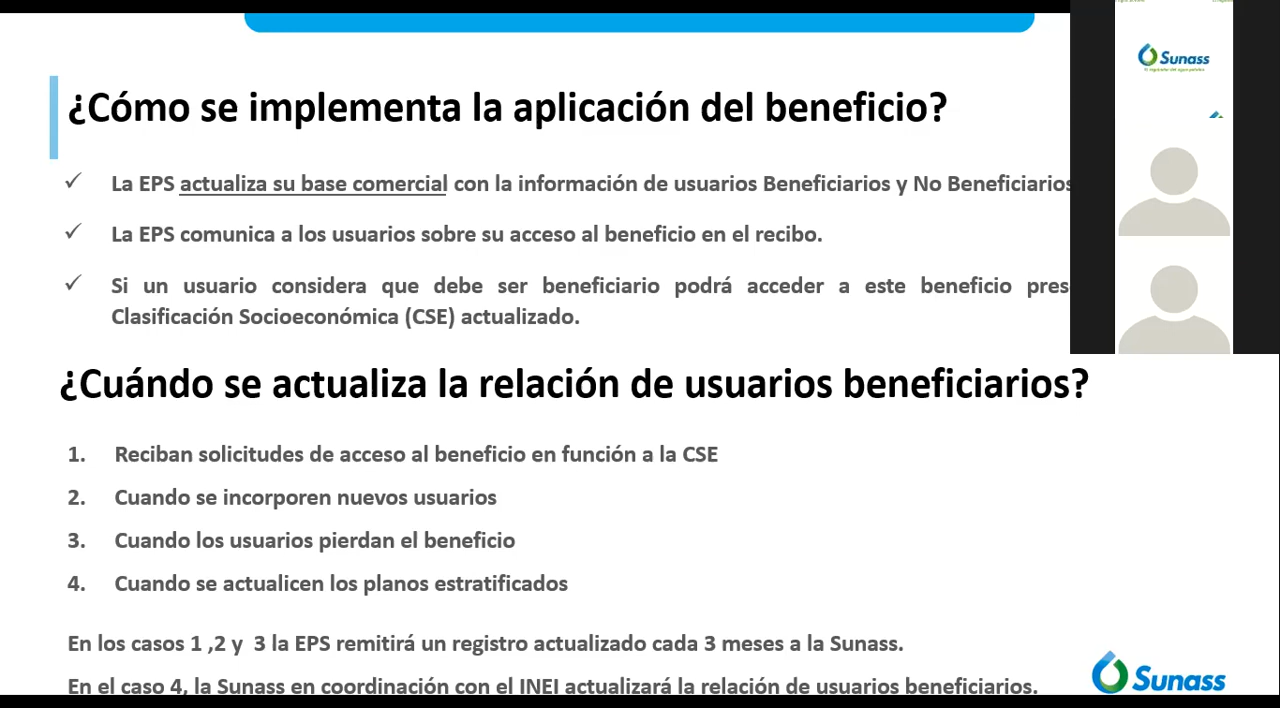 ¿Cómo se implementa la aplicación del beneficio?
✓ La EPS actualiza su base comercial con la información de usuarios Beneficiarios y No Beneficiarios
✓ La EPS comunica a los usuarios sobre su acceso al beneficio en el recibo.
✓ Si un usuario considera que debe ser beneficiario podrá acceder a este beneficio pres
Clasificación Socioeconómica (CSE) actualizado.
¿Cuándo se actualiza la relación de usuarios beneficiarios?
1. Reciban solicitudes de acceso al beneficio en función a la CSE
2. Cuando se incorporen nuevos usuarios
3. Cuando los usuarios pierdan el beneficio
4. Cuando se actualicen los planos estratificados
En los casos 1 ,2 y 3 la EPS remitirá un registro actualizado cada 3 meses a la Sunass.
En el caso 4, la Sunass en coordinación con el INEI actualizará la relación de usuarios beneficiarios.
Sunass
Sunass